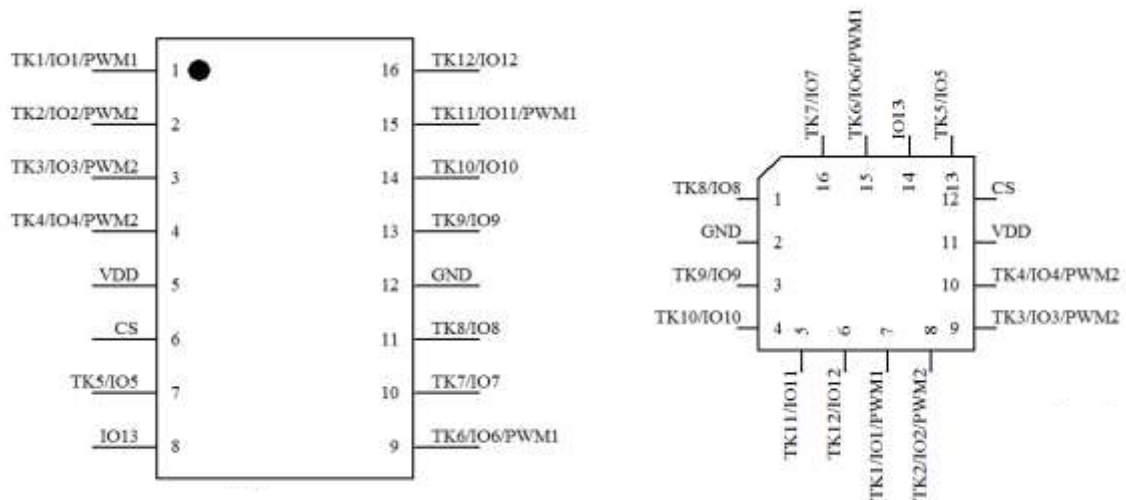 TK1/IO1/PWM1 1 16 TK12/IO12
TK2/IO2/PWM2 2 15 TK11/IO11/PWM1
TK3/IO3/PWM2 3 14 TK10/IO10
TK4/IO4/PWM2 4 13 TK9/IO9
VDD 5 12 GND
CS 6 11 TK8/IO8
TK5/IO5 7 10 TK7/IO7
IO13 8 9 TK6/IO6/PWM1
TK7/IO7 TK6/IO6/PWM1 IO13 TK5/IO5
16 15 14 13
TK8/IO8 1 12 CS
GND 2 11 VDD
TK9/IO9 3 10 TK4/IO4/PWM2
TK10/IO10 4 9 TK3/IO3/PWM2
5 6 7 8
TK11/IO11 TK12/IO12 TK1/IO1/PWM1 TK2/IO2/PWM2